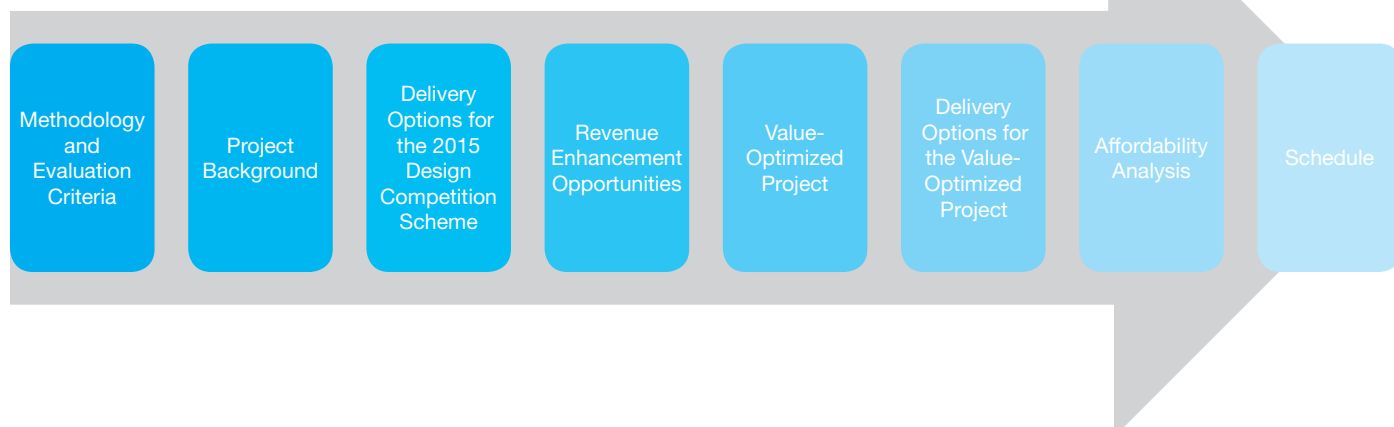 Methodology
and
Evaluation
Criteria
Project
Background
Delivery
Options for
the 2015
Design
Competition
Scheme
Revenue
Enhancement
Opportunities
Value-
Optimized
Project
Delivery
Options for
the Value-
Optimized
Project
Affordability
Analysis
Schedule